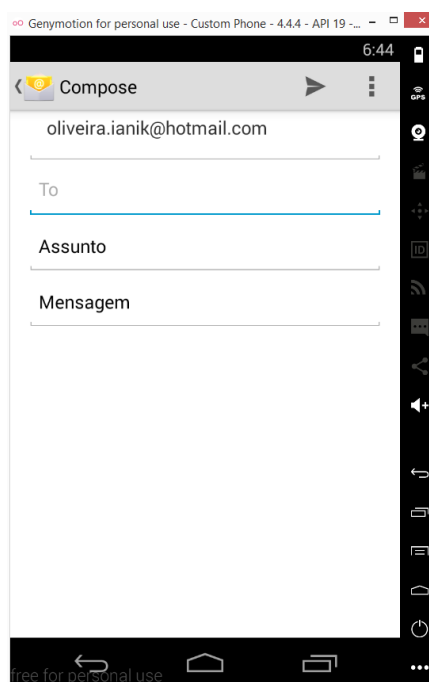 Genymotion for personal use - Custom Phone - 4.4.4 - API 19 -...
6:44
Compose
GPS
oliveira.ianik@hotmail.com
To
ID
Assunto
Mensagem
free for personal use